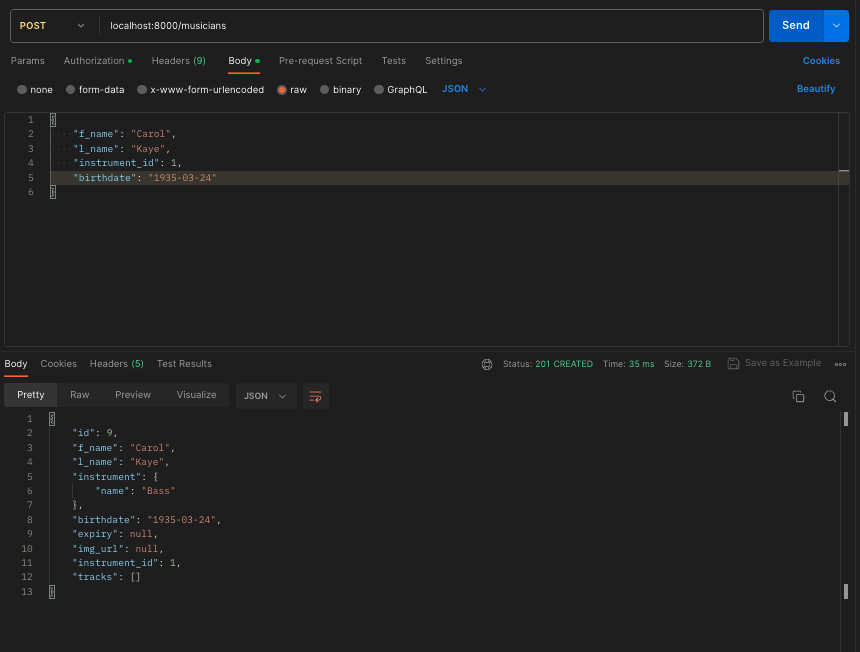 POST localhost:8000/musicians Send
Params Authorization Headers (9) Body Pre-request Script Tests Settings Cookies
none form-data x-www-form-urlencoded raw binary GraphQL JSON Beautify
1 {
2 "f_name": "Carol",
3 "l_name": "Kaye",
4 "instrument_id": 1,
5 "birthdate": "1935-03-24"
6 }
Body Cookies Headers (5) Test Results Status: 201 CREATED Time: 35 ms Size: 372 B Save as Example
Pretty Raw Preview Visualize JSON
1 {
2 "id": 9,
3 "f_name": "Carol",
4 "l_name": "Kaye",
5 "instrument": {
6 "name": "Bass"
7 },
8 "birthdate": "1935-03-24",
9 "expiry": null,
10 "img_url": null,
11 "instrument_id": 1,
12 "tracks": []
13 }